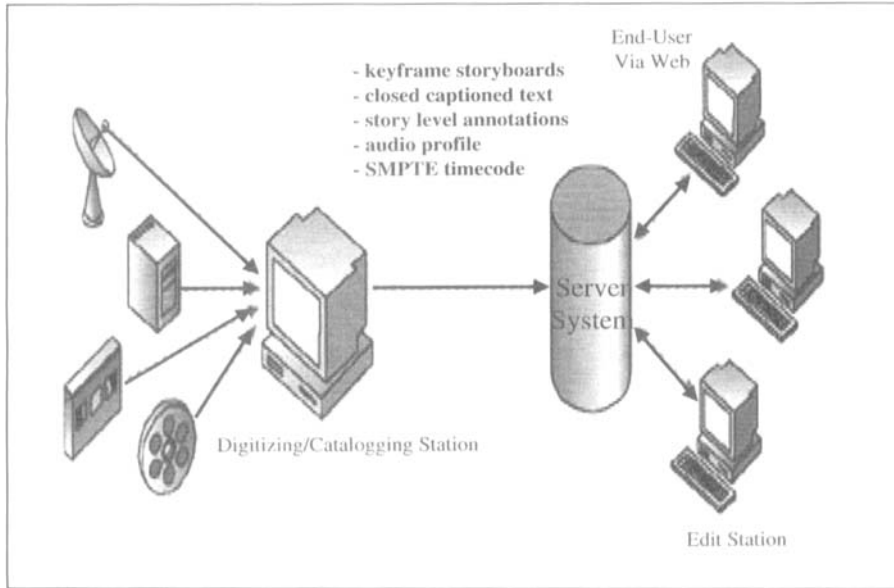 End-User
Via Web
- keyframe storyboards
- closed captioned text
- story level annotations
- audio profile
- SMPTE timecode
Server
System
Digitizing/Catalogging Station
Edit Station